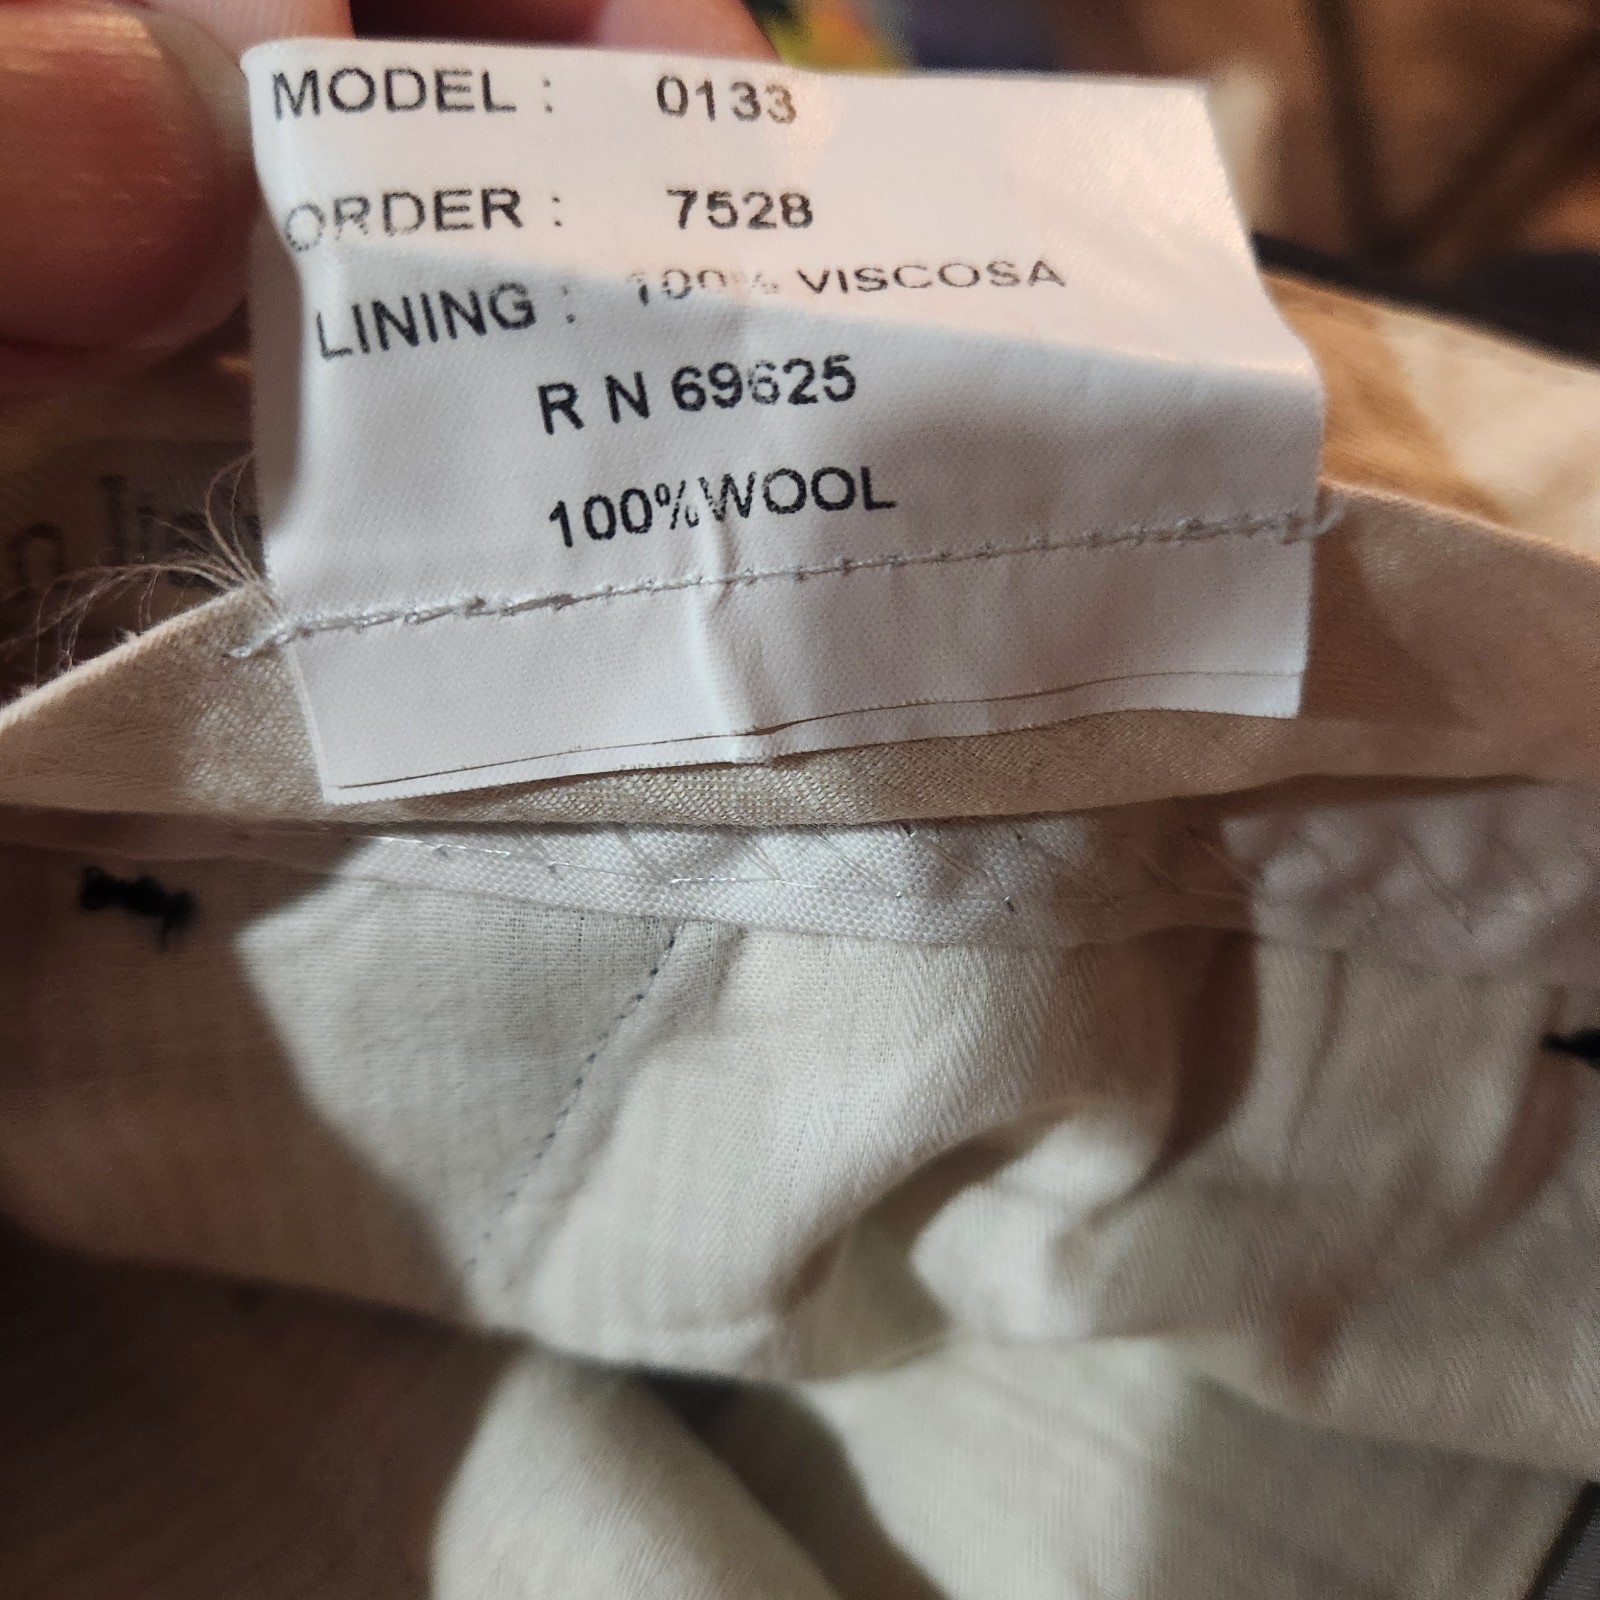 MODEL : 0133
ORDER : 7528
LINING : 100% VISCOSA
R N 69625
100%WOOL